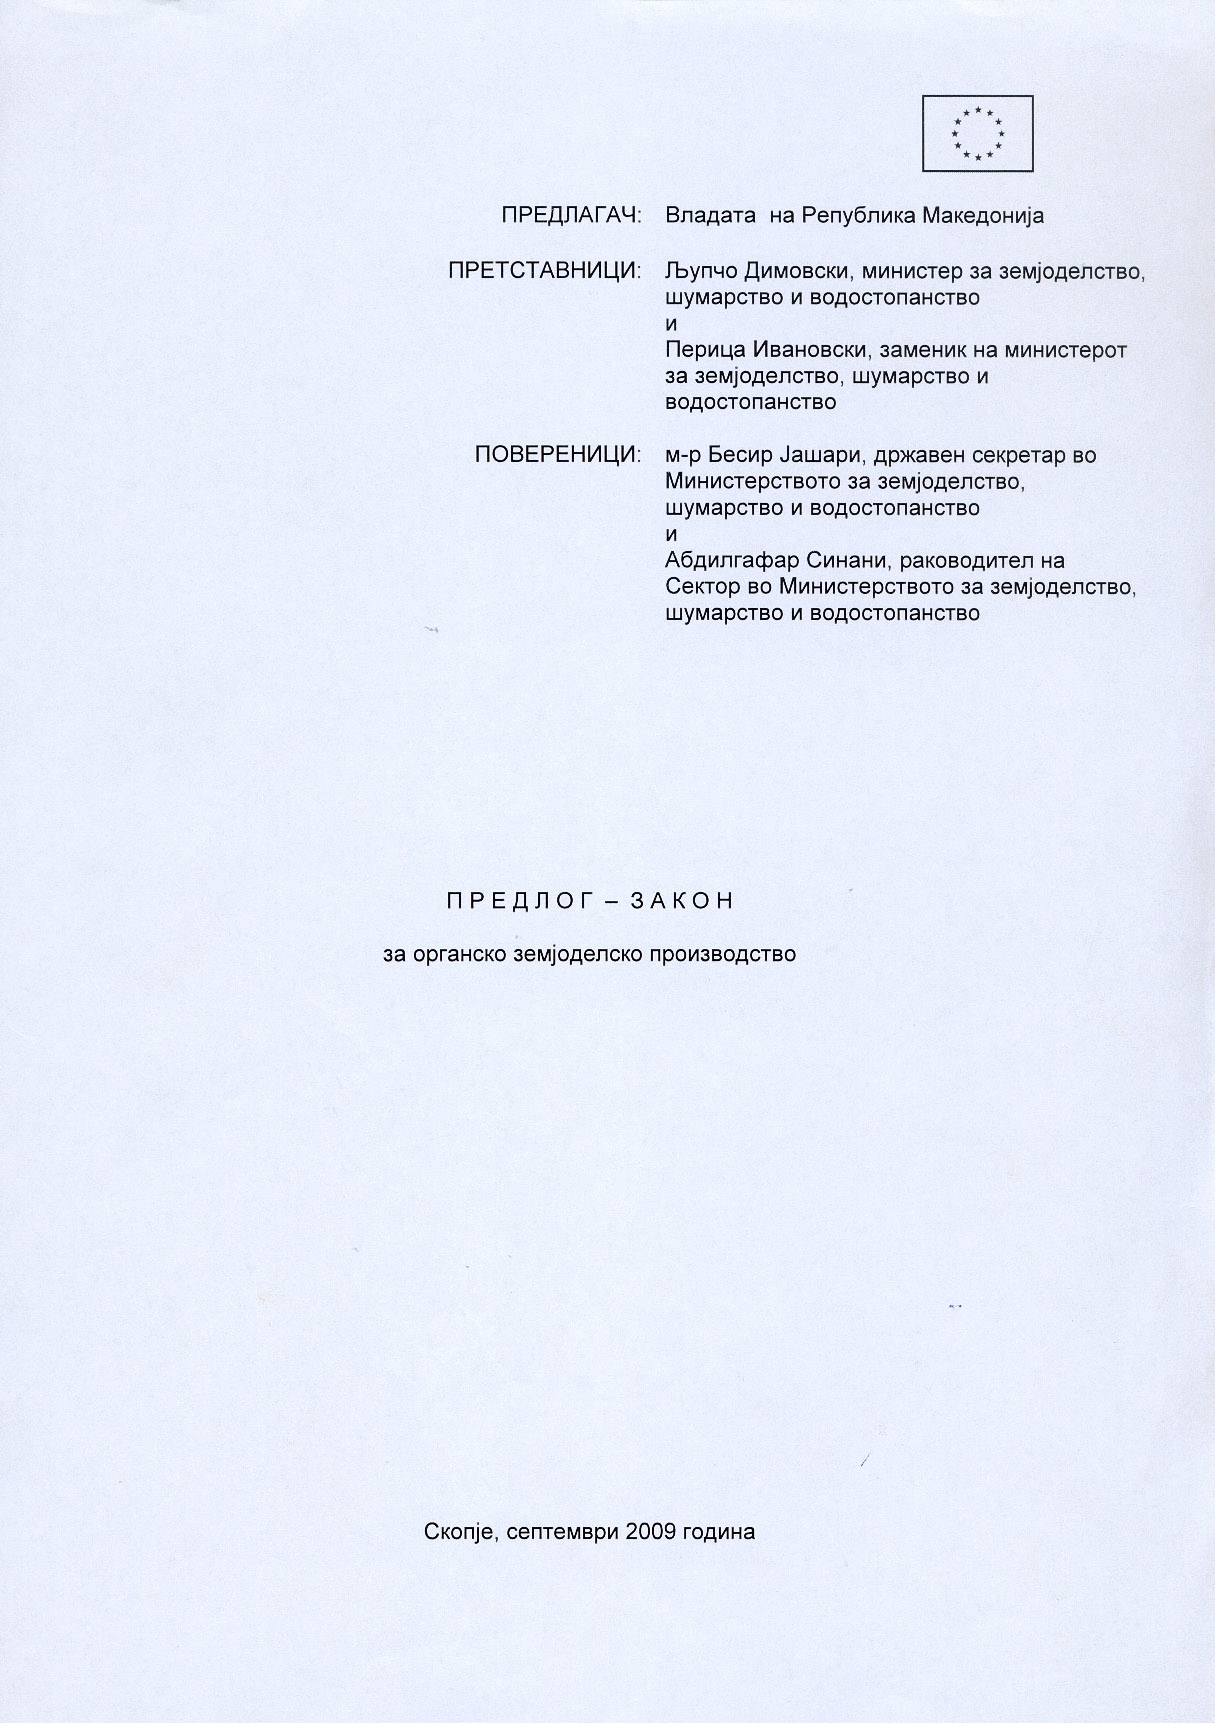 ПРЕДЛАГАЧ: Владата на Република Македонија
ПРЕТСТАВНИЦИ: Љупчо Димовски, министер за земјоделство,
шумарство и водостопанство
и
Перица Ивановски, заменик на министерот
за земјоделство, шумарство и
водостопанство
ПОВЕРЕНИЦИ: м-р Бесир Јашари, државен секретар во
Министерството за земјоделство,
шумарство и водостопанство
и
Абдилгафар Синани, раководител на
Сектор во Министерството за земјоделство,
шумарство и водостопанство
П Р Е Д Л О Г – З А К О Н
за органско земјоделско производство
Скопје, септември 2009 година